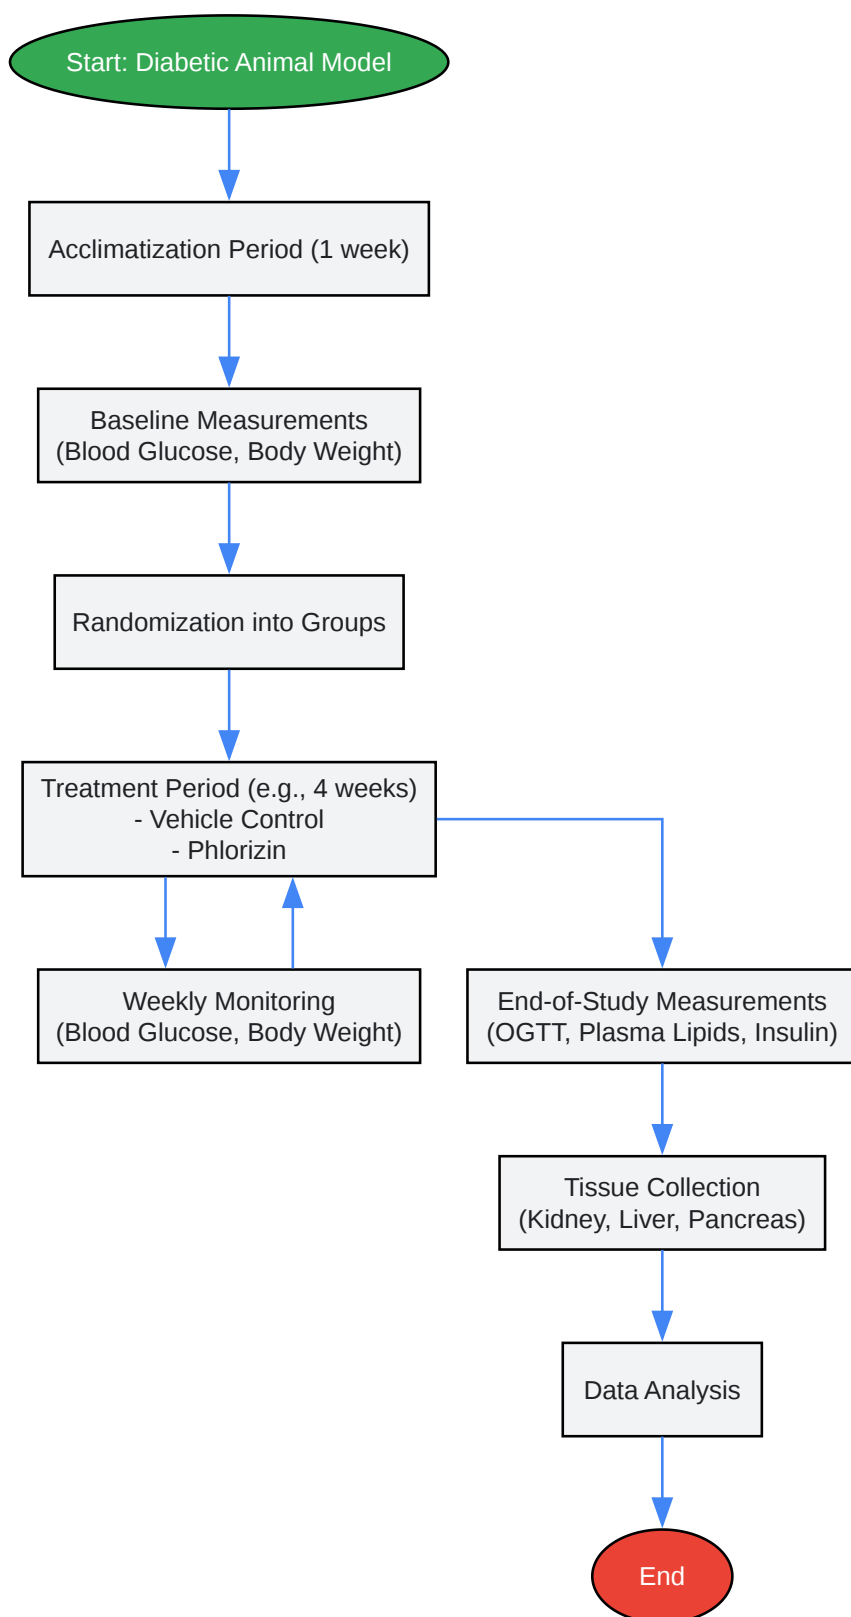 Start: Diabetic Animal Model
Acclimatization Period (1 week)
Baseline Measurements
(Blood Glucose, Body Weight)
Randomization into Groups
Treatment Period (e.g., 4 weeks)
- Vehicle Control
- Phlorizin
Weekly Monitoring
(Blood Glucose, Body Weight)
End-of-Study Measurements
(OGTT, Plasma Lipids, Insulin)
Tissue Collection
(Kidney, Liver, Pancreas)
Data Analysis
End